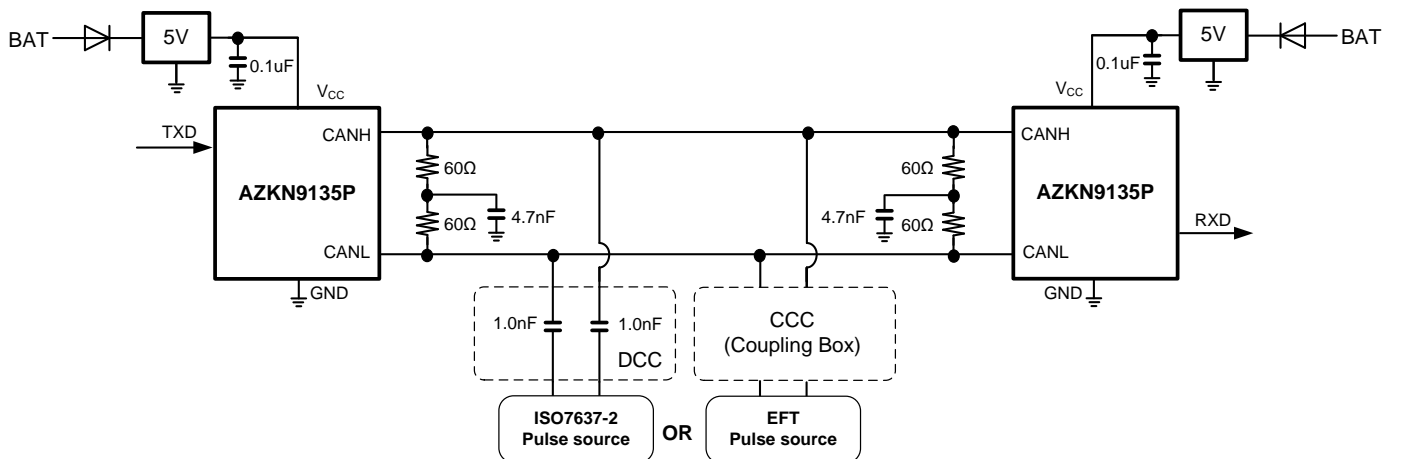 BAT
5V
0.1uF
VCC
TXD
CANH
AZKN9135P
CANL
GND
60Ω
60Ω
4.7nF
1.0nF
1.0nF
DCC
ISO7637-2
Pulse source
OR
CCC
(Coupling Box)
EFT
Pulse source
4.7nF
60Ω
60Ω
5V
BAT
0.1uF
VCC
CANH
AZKN9135P
CANL
RXD
GND